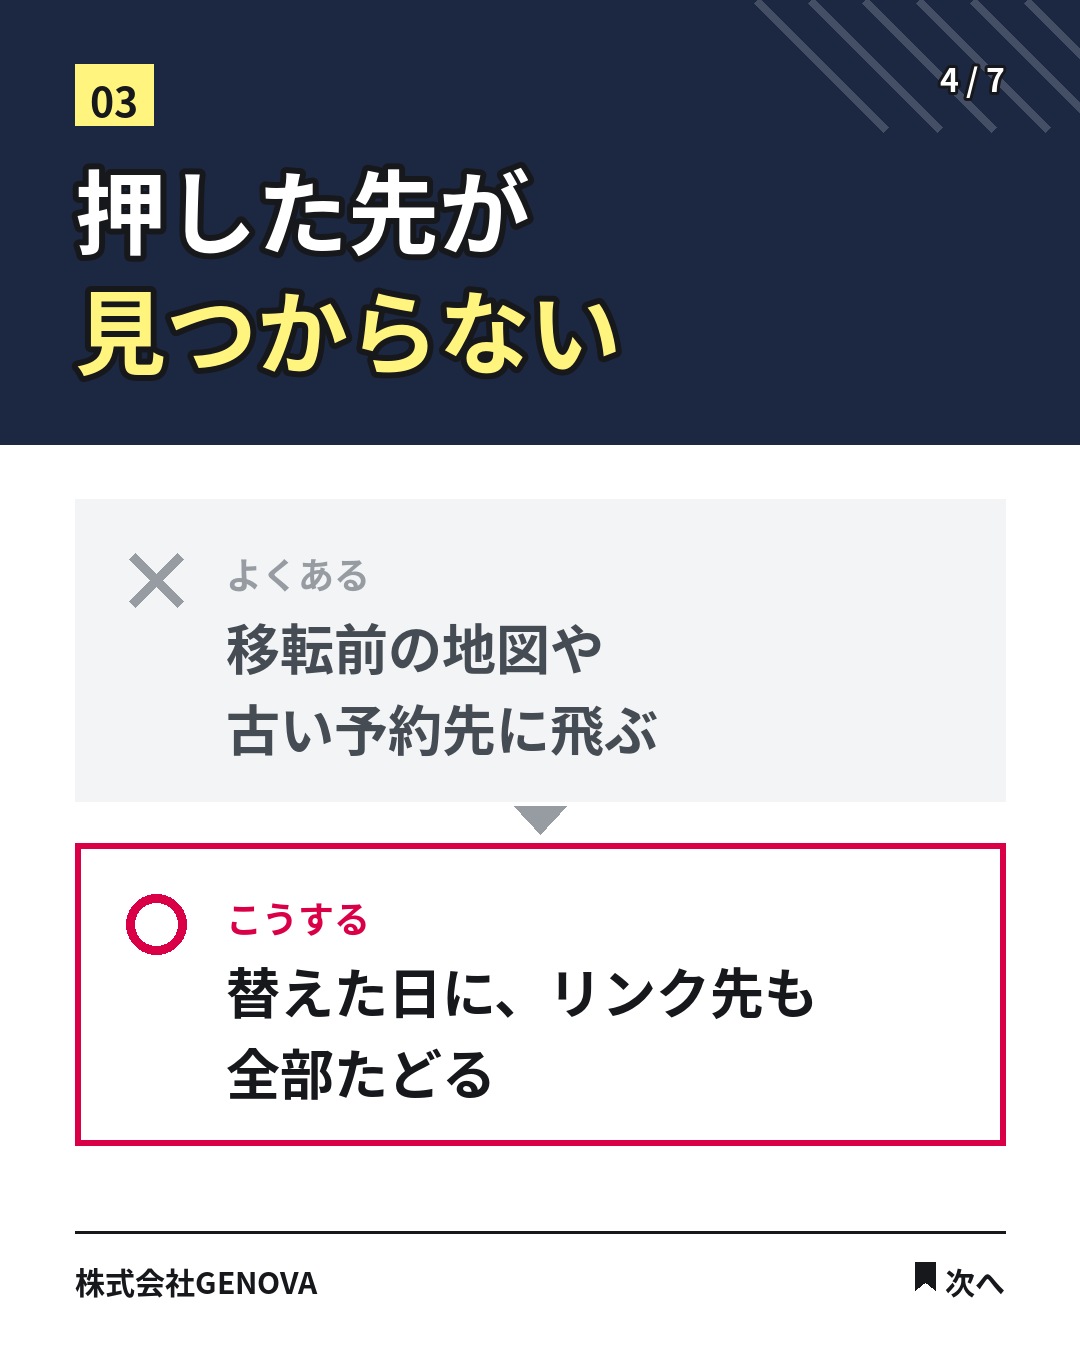 03
4 / 7
押した先が
見つからない
よくある
移転前の地図や
古い予約先に飛ぶ
こうする
替えた日に、リンク先も
全部たどる
株式会社GENOVA
次へ